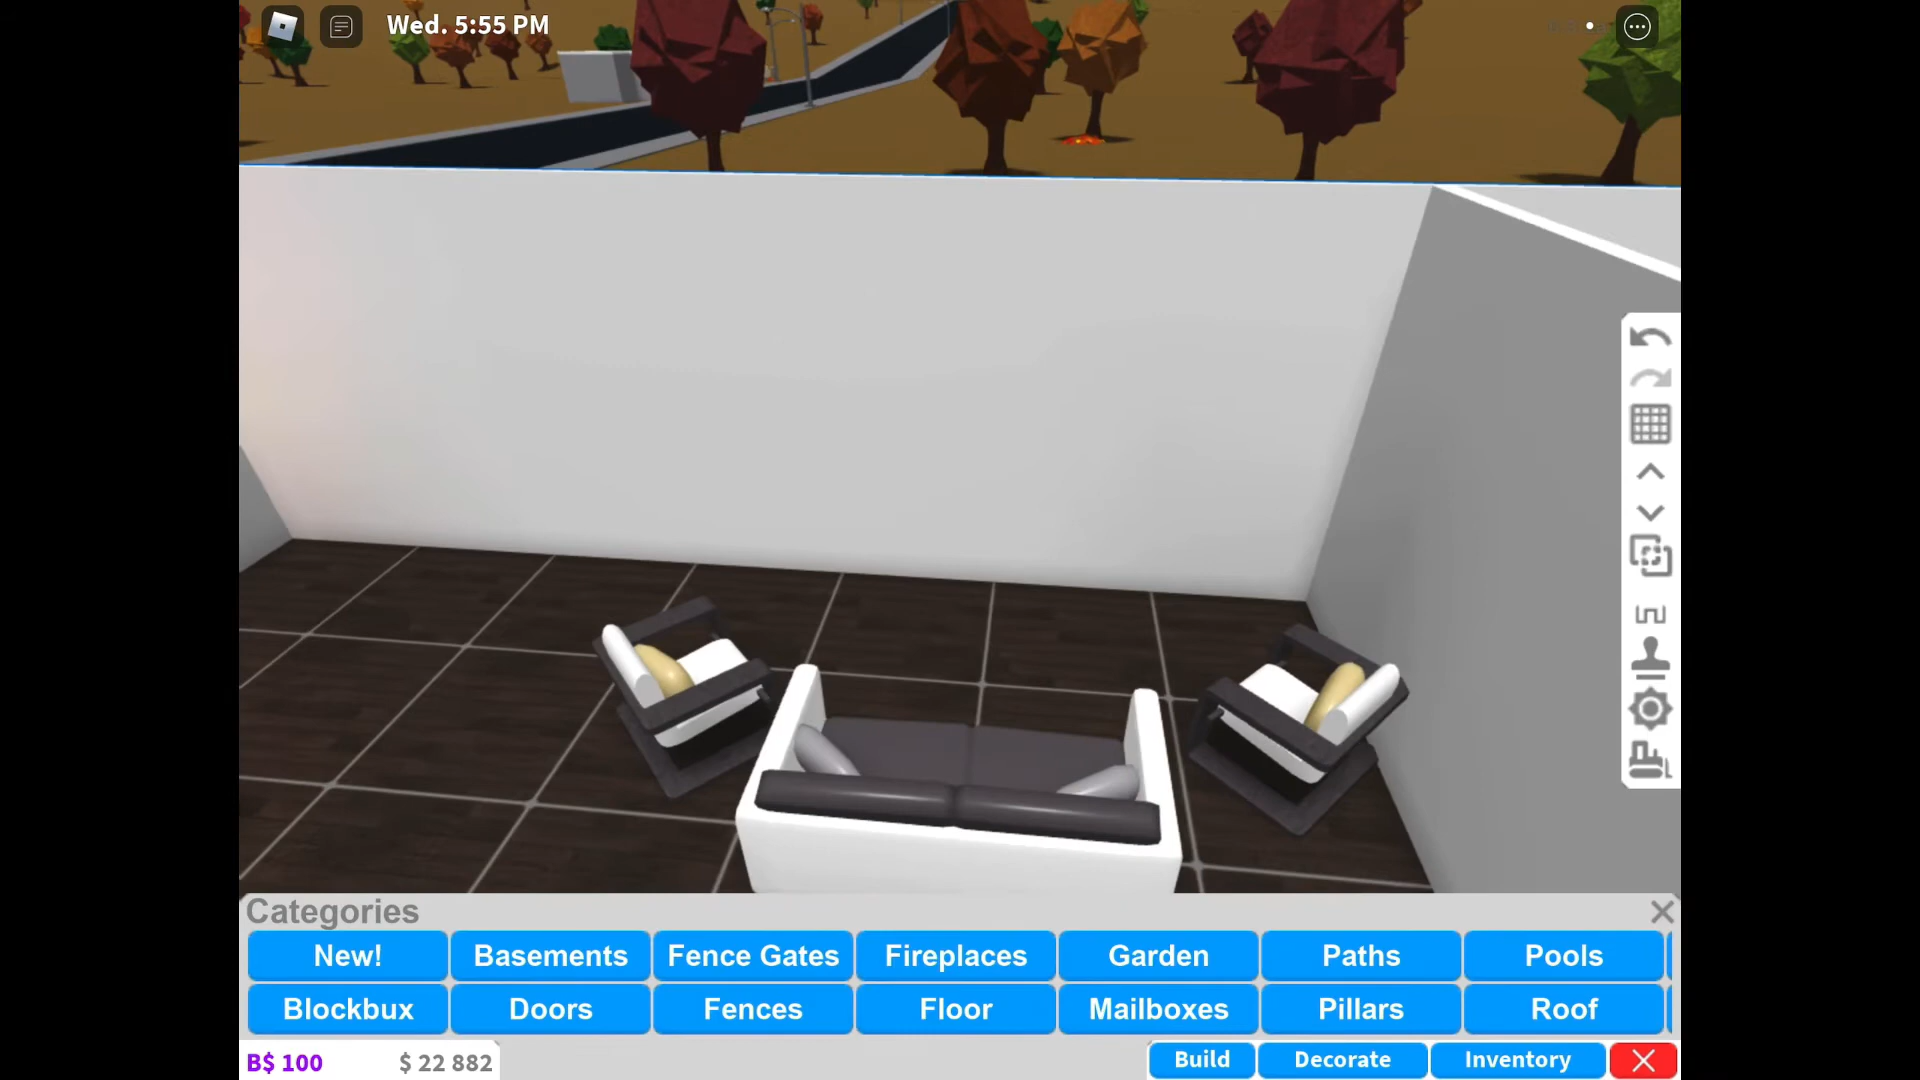 Wed. 5:55 PM
Categories
New! Basements Fence Gates Fireplaces Garden Paths Pools
Blockbux Doors Fences Floor Mailboxes Pillars Roof
B$ 100 $ 22 882 Build Decorate Inventory